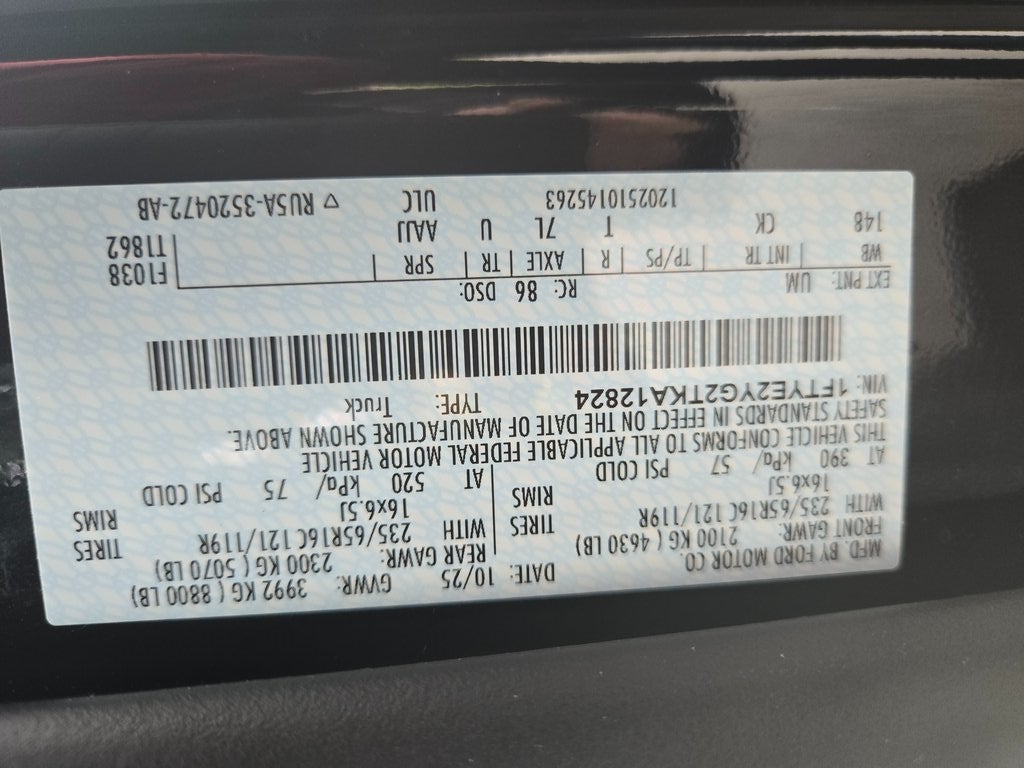 MFD. BY FORD MOTOR CO. DATE: 10/25 GVWR: 3992 KG ( 8800 LB)
FRONT GAWR: 2100 KG ( 4630 LB) REAR GAWR: 2300 KG ( 5070 LB)
WITH 235/65R16C 121/119R TIRES WITH 235/65R16C 121/119R TIRES
16x6.5J RIMS 16x6.5J RIMS
AT 390 kPa/ 57 PSI COLD AT 520 kPa/ 75 PSI COLD
THIS VEHICLE CONFORMS TO ALL APPLICABLE FEDERAL MOTOR VEHICLE
SAFETY STANDARDS IN EFFECT ON THE DATE OF MANUFACTURE SHOWN ABOVE.
VIN: 1FTYE2YG2TKA12824 TYPE: Truck
EXT PNT: UM RC: 86 DSO: F1038
WB | INT TR | TP/PS | R | AXLE | TR | SPR | T1862
148 CK T 7L U AAJJ
1202510145263 ULC ▽ RU5A-3520472-AB